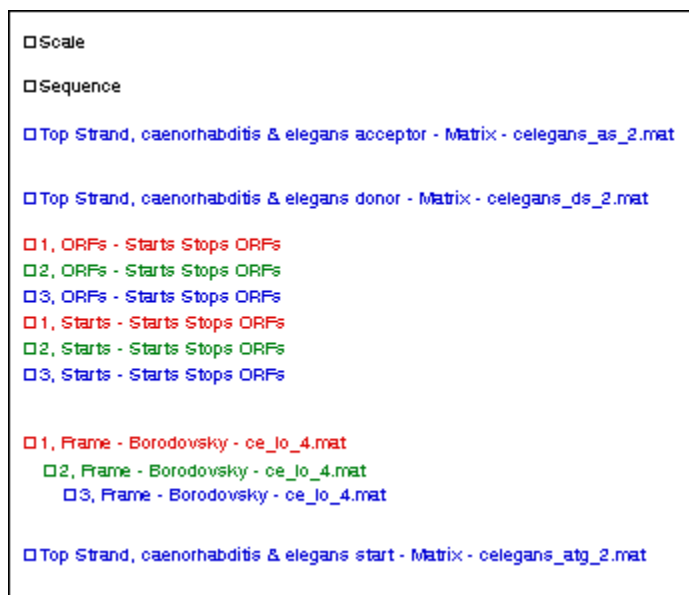 Scale
Sequence
Top Strand, caenorhabditis & elegans acceptor - Matrix - celegans_as_2.mat
Top Strand, caenorhabditis & elegans donor - Matrix - celegans_ds_2.mat
1, ORFs - Starts Stops ORFs
2, ORFs - Starts Stops ORFs
3, ORFs - Starts Stops ORFs
1, Starts - Starts Stops ORFs
2, Starts - Starts Stops ORFs
3, Starts - Starts Stops ORFs
1, Frame - Borodovsky - ce_lo_4.mat
2, Frame - Borodovsky - ce_lo_4.mat
3, Frame - Borodovsky - ce_lo_4.mat
Top Strand, caenorhabditis & elegans start - Matrix - celegans_atg_2.mat